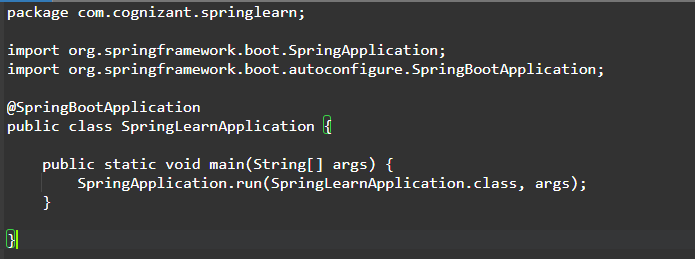 package com.cognizant.springlearn;
import org.springframework.boot.SpringApplication;
import org.springframework.boot.autoconfigure.SpringBootApplication;
@SpringBootApplication
public class SpringLearnApplication {
public static void main(String[] args) {
SpringApplication.run(SpringLearnApplication.class, args);
}
}